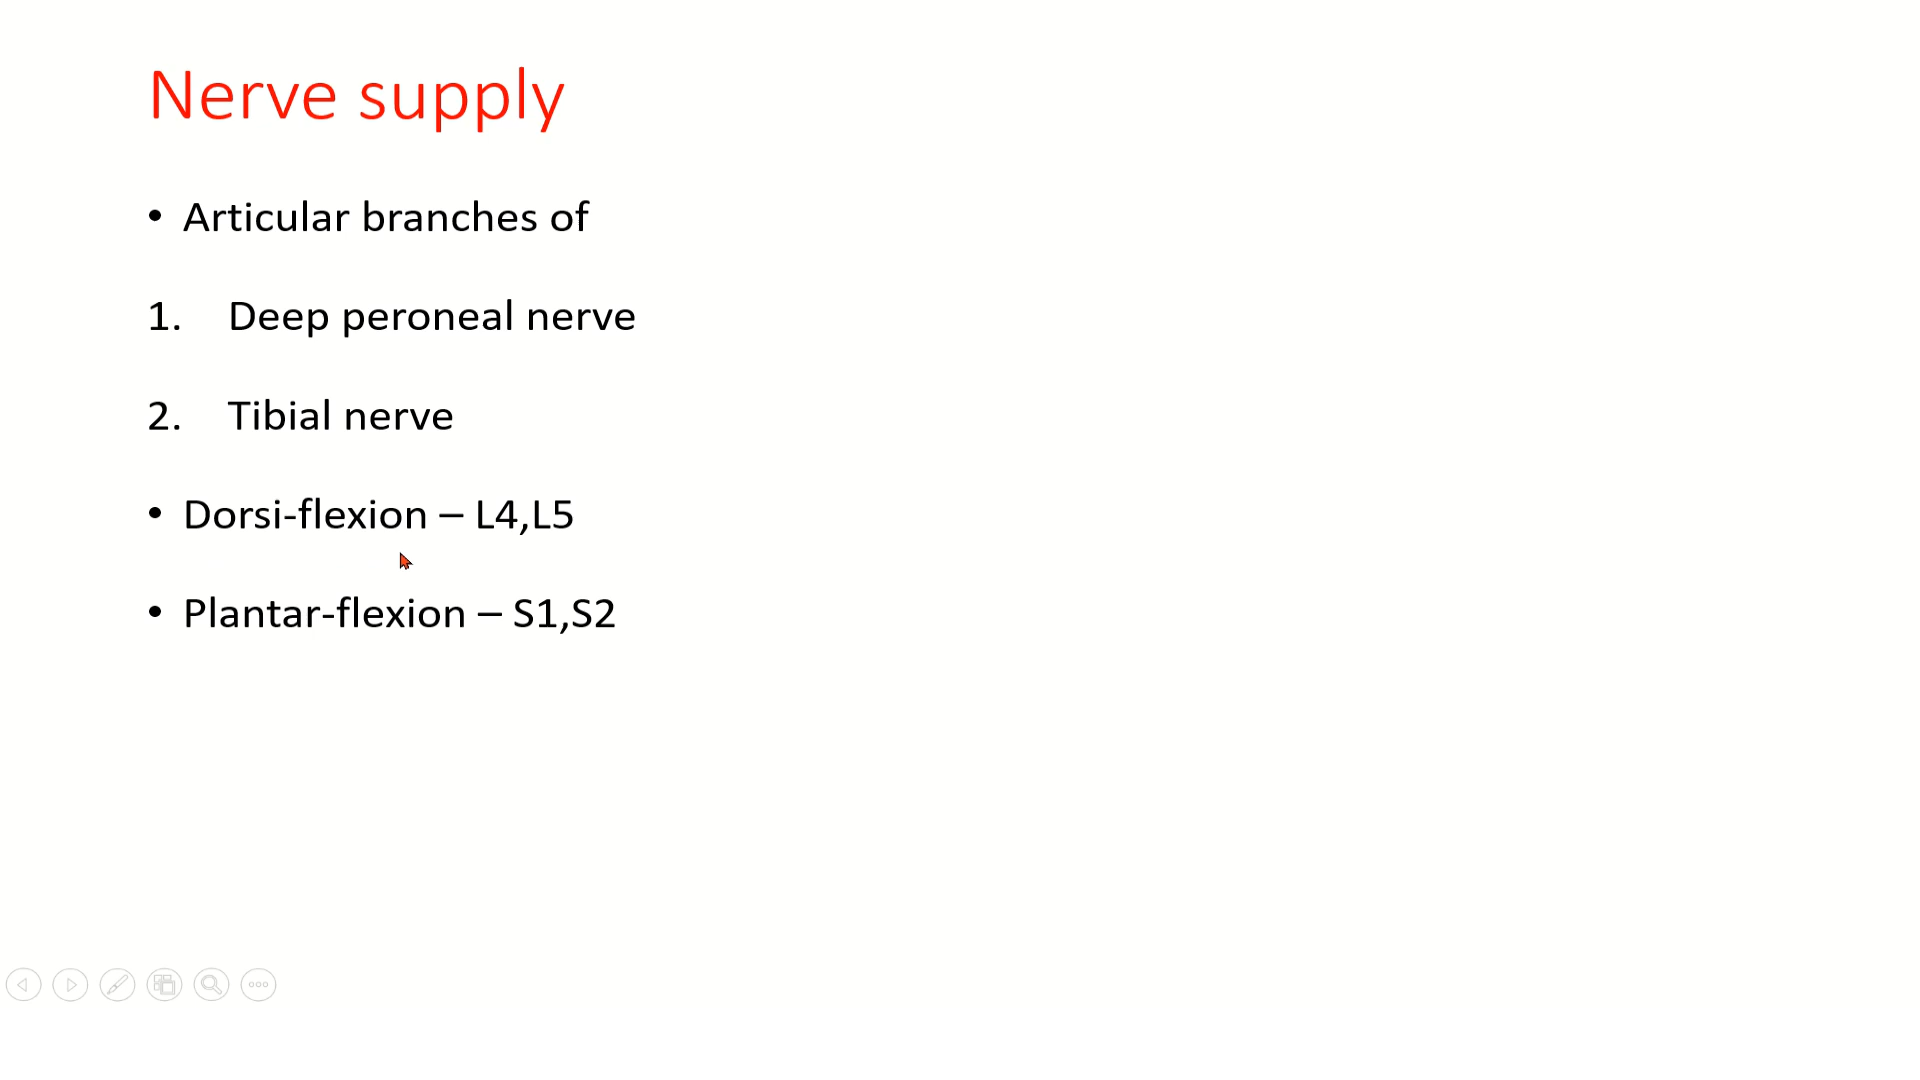 Nerve supply
• Articular branches of
1. Deep peroneal nerve
2. Tibial nerve
• Dorsi-flexion – L4,L5
• Plantar-flexion – S1,S2